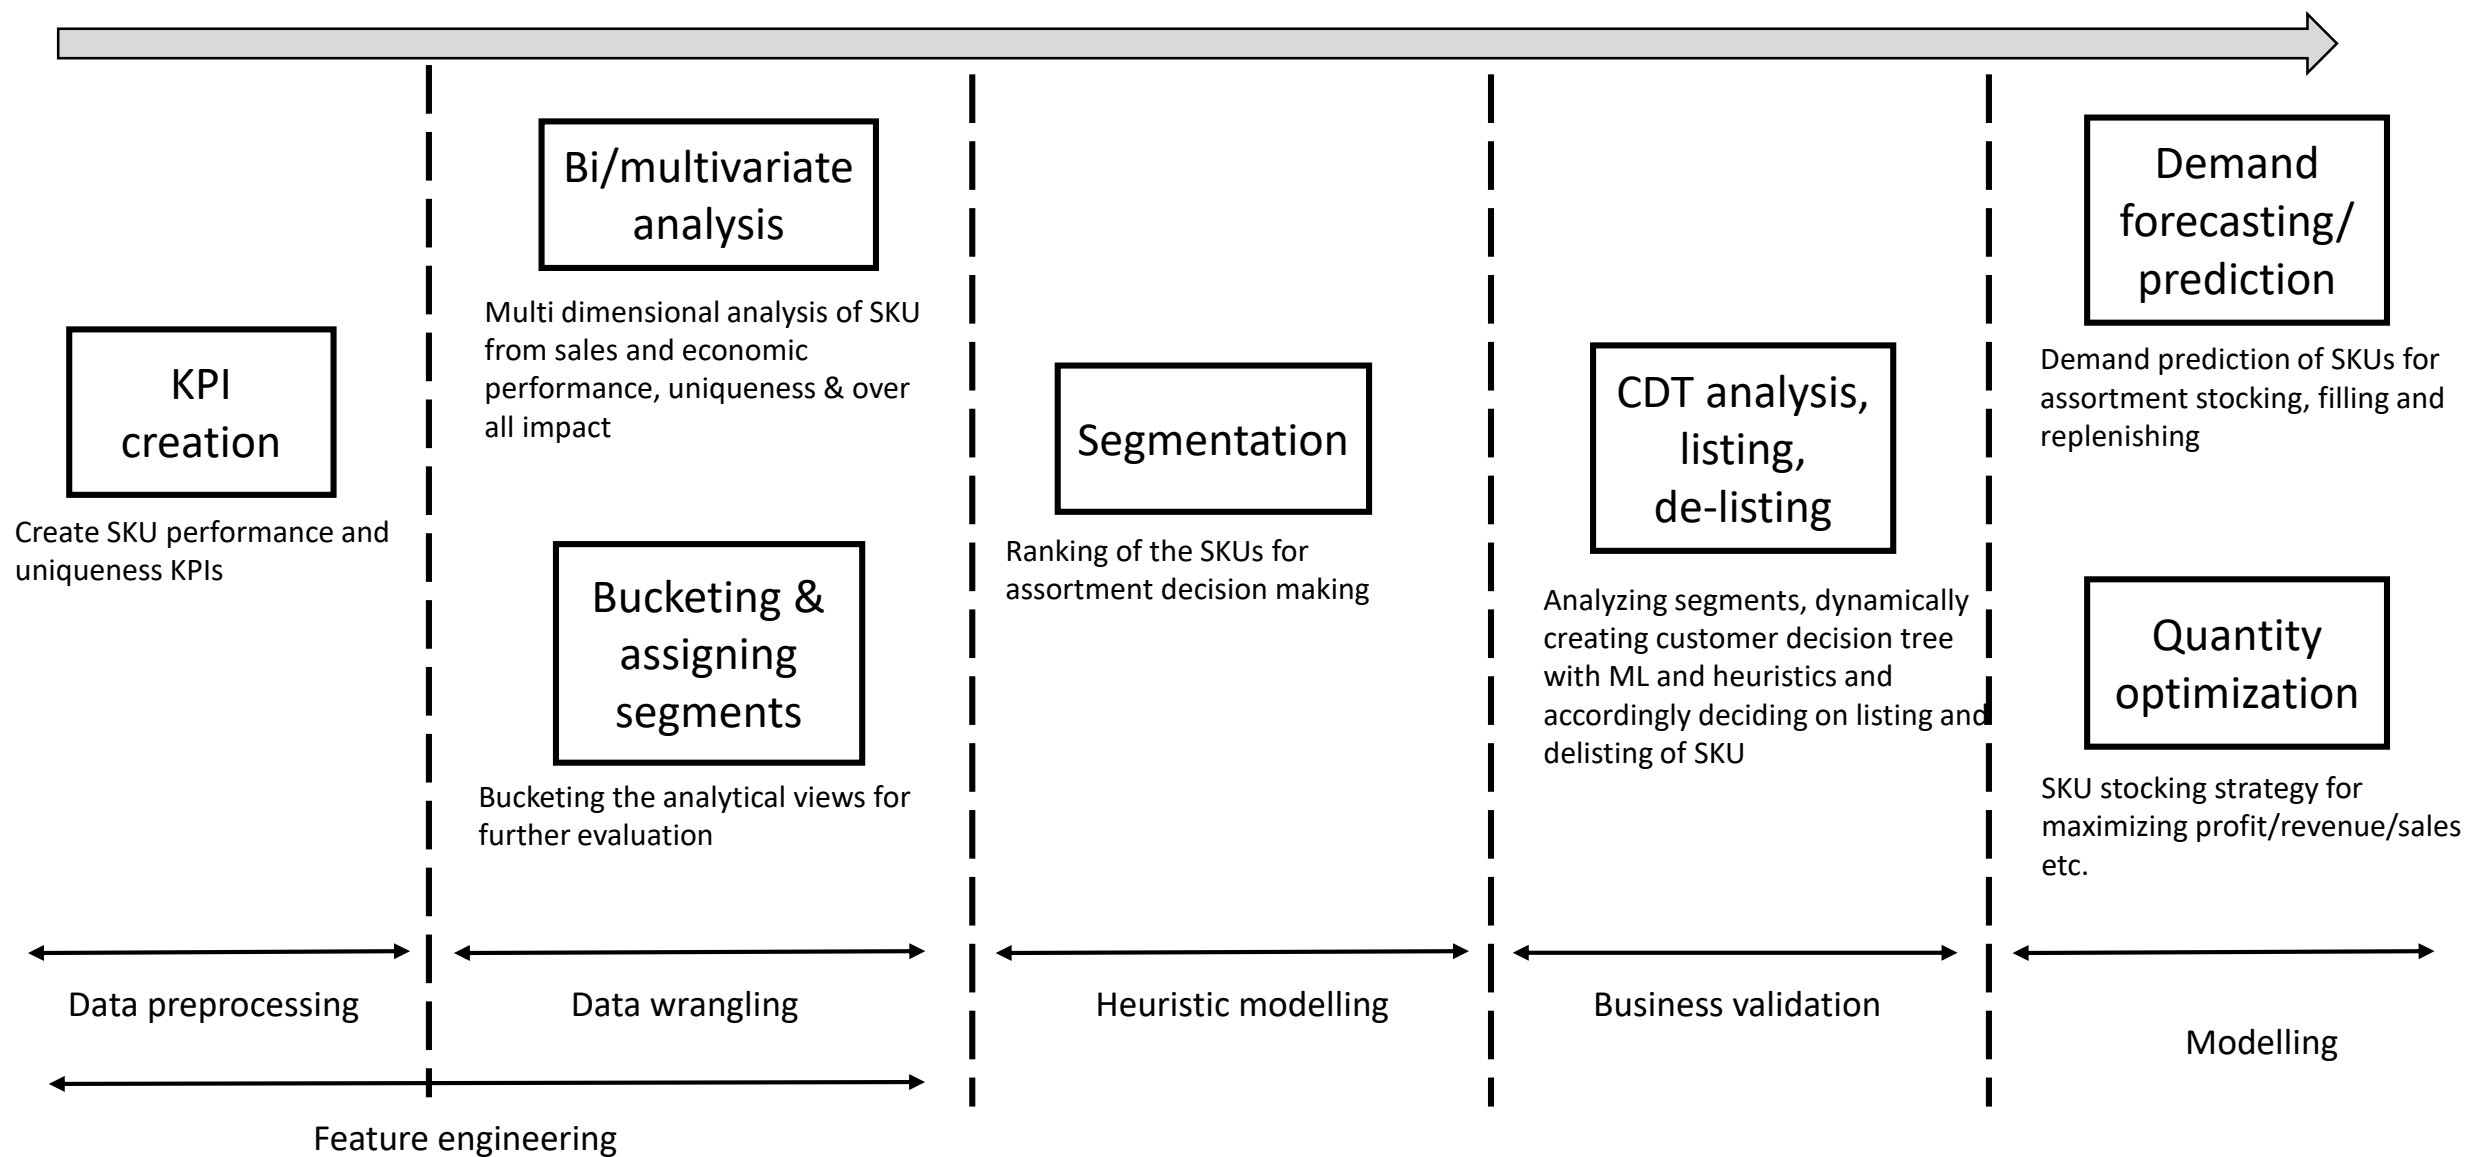 KPI
creation
Create SKU performance and
uniqueness KPIs
Bi/multivariate
analysis
Multi dimensional analysis of SKU
from sales and economic
performance, uniqueness & over
all impact
Bucketing &
assigning
segments
Bucketing the analytical views for
further evaluation
Segmentation
Ranking of the SKUs for
assortment decision making
CDT analysis,
listing,
de-listing
Analyzing segments, dynamically
creating customer decision tree
with ML and heuristics and
accordingly deciding on listing and
delisting of SKU
Demand
forecasting/
prediction
Demand prediction of SKUs for
assortment stocking, filling and
replenishing
Quantity
optimization
SKU stocking strategy for
maximizing profit/revenue/sales
etc.
Data preprocessing
Data wrangling
Heuristic modelling
Business validation
Modelling
Feature engineering